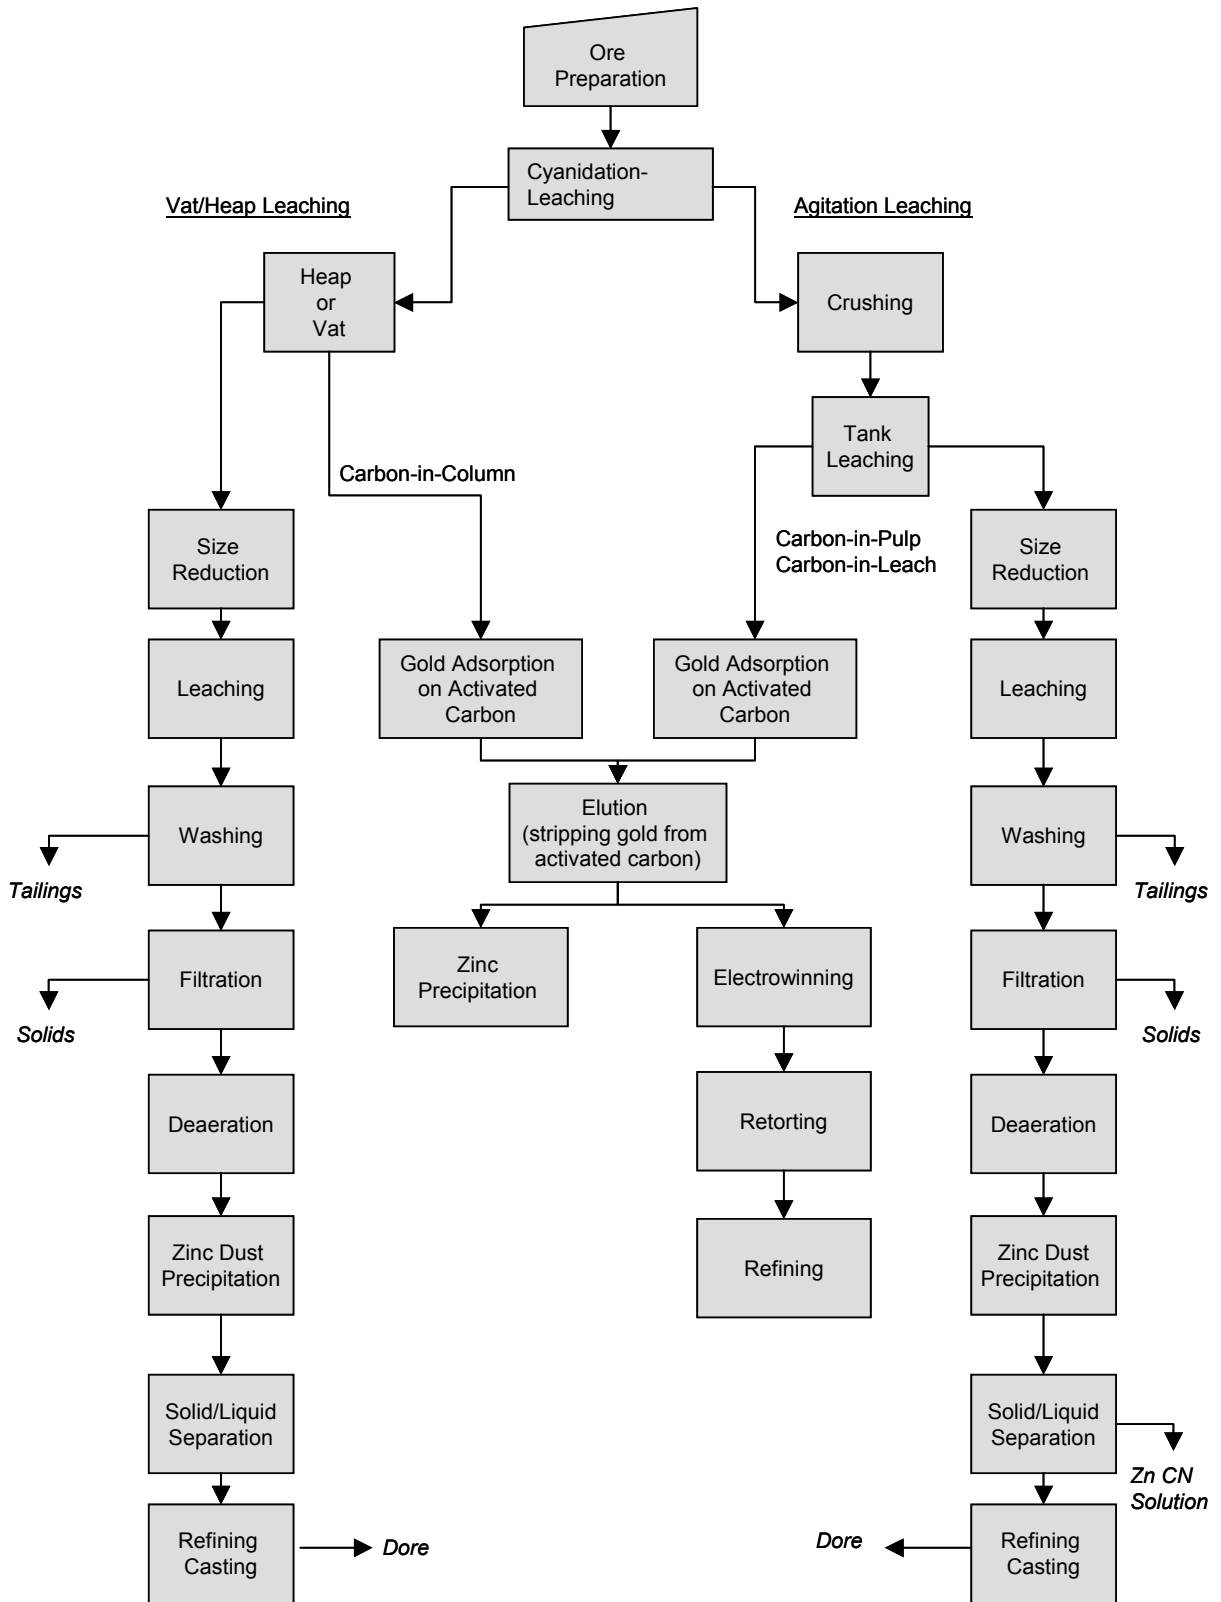 Ore
Preparation
Cyanidation-
Leaching
Vat/Heap Leaching
Agitation Leaching
Heap
or
Vat
Crushing
Tank
Leaching
Carbon-in-Column
Carbon-in-Pulp
Carbon-in-Leach
Size
Reduction
Size
Reduction
Leaching
Gold Adsorption
on Activated
Carbon
Gold Adsorption
on Activated
Carbon
Leaching
Elution
(stripping gold from
activated carbon)
Washing
Washing
Tailings
Tailings
Filtration
Zinc
Precipitation
Electrowinning
Filtration
Solids
Solids
Deaeration
Retorting
Deaeration
Zinc Dust
Precipitation
Refining
Zinc Dust
Precipitation
Solid/Liquid
Separation
Solid/Liquid
Separation
Zn CN
Solution
Refining
Casting
Dore
Dore
Refining
Casting